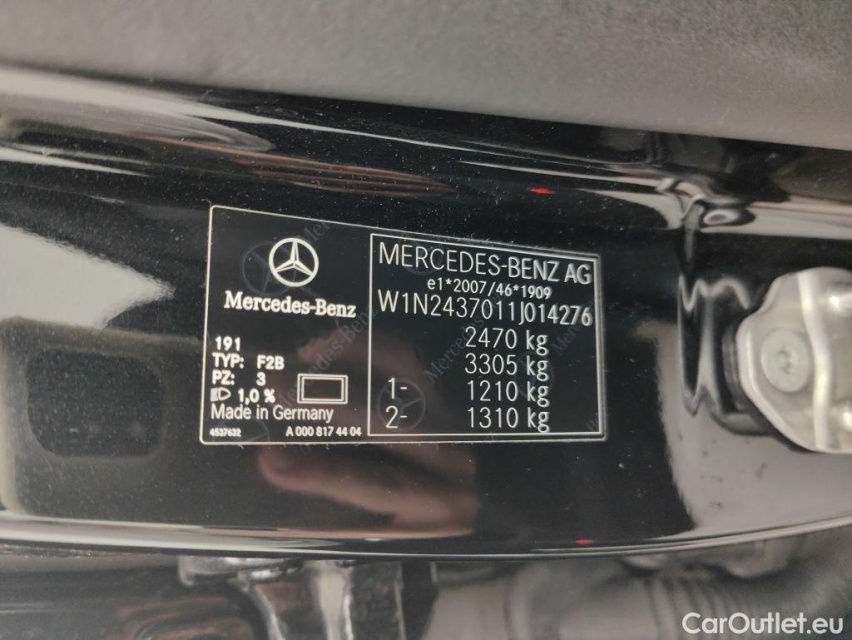 Mercedes-Benz
191
TYP: F2B
PZ: 3
1,0 %
Made in Germany
4537632
A 000 817 44 04
MERCEDES-BENZ AG
e1*2007/46*1909
W1N2437011J014276
2470 kg
3305 kg
1- 1210 kg
2- 1310 kg
CarOutlet.eu